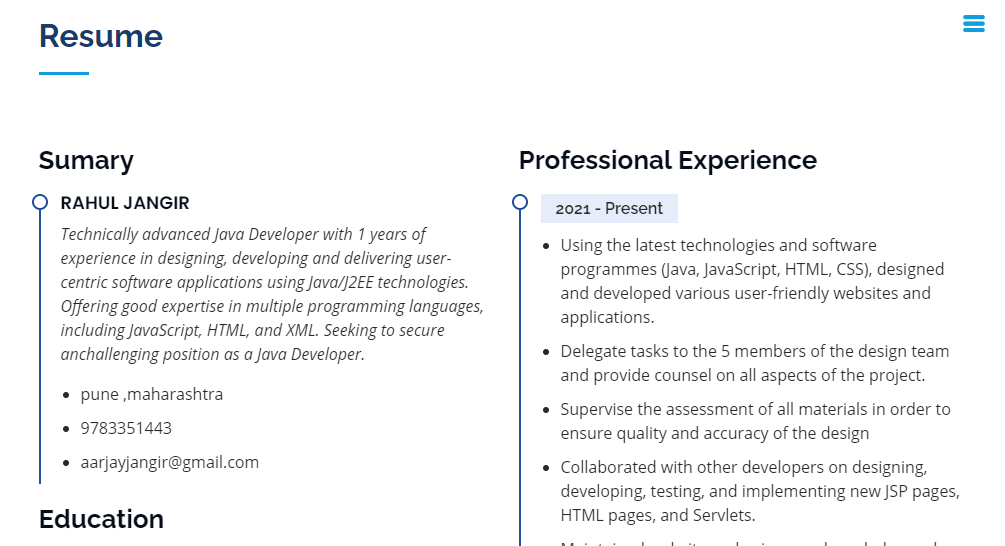 Resume
Sumary
RAHUL JANGIR
Technically advanced Java Developer with 1 years of
experience in designing, developing and delivering user-
centric software applications using Java/J2EE technologies.
Offering good expertise in multiple programming languages,
including JavaScript, HTML, and XML. Seeking to secure
anchallenging position as a Java Developer.
pune ,maharashtra
9783351443
aarjayjangir@gmail.com
Education
Professional Experience
2021 - Present
Using the latest technologies and software
programmes (Java, JavaScript, HTML, CSS), designed
and developed various user-friendly websites and
applications.
Delegate tasks to the 5 members of the design team
and provide counsel on all aspects of the project.
Supervise the assessment of all materials in order to
ensure quality and accuracy of the design
Collaborated with other developers on designing,
developing, testing, and implementing new JSP pages,
HTML pages, and Servlets.